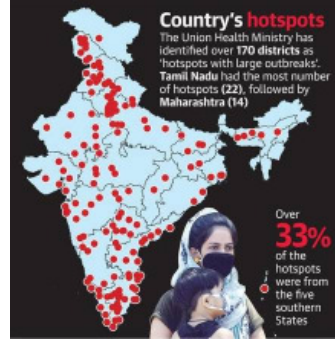 Country's hotspots
The Union Health Ministry has
identified over 170 districts as
'hotspots with large outbreaks'.
Tamil Nadu had the most number
of hotspots (22), followed by
Maharashtra (14)
Over
33%
of the
hotspots
were from
the five
southern
States